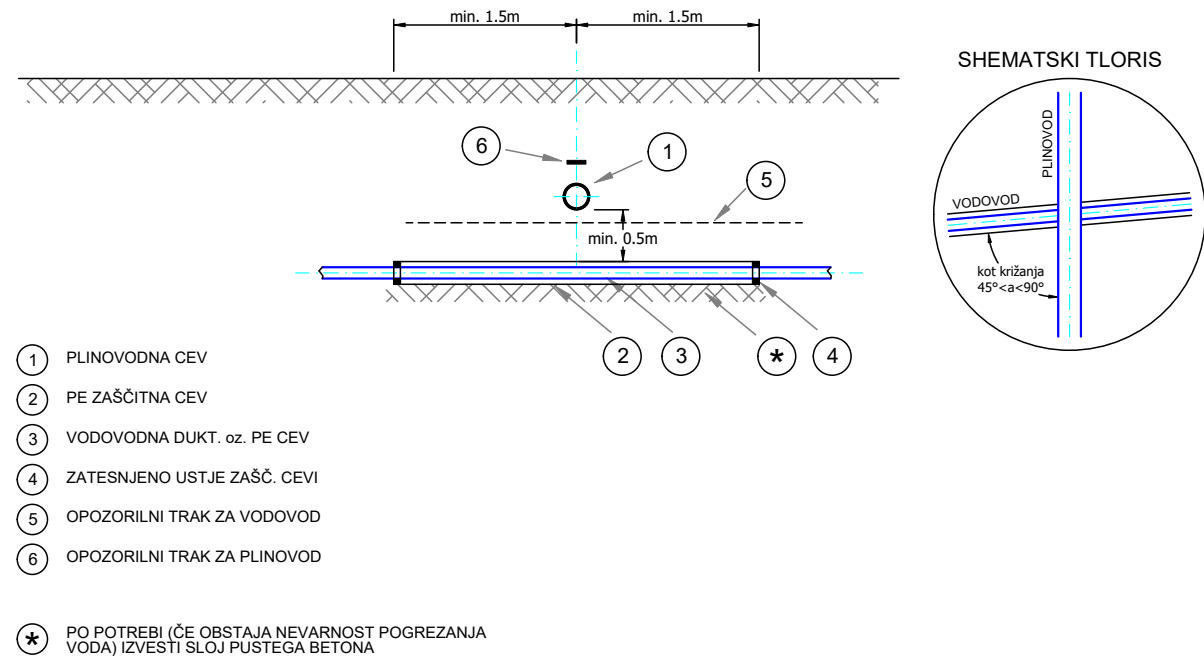 min. 1.5m
min. 1.5m
SHEMATSKI TLORIS
6
1
5
min. 0.5m
2
3
*
4
PLINOVOD
VODOVOD
kot križanja
45°<a<90°
1 PLINOVODNA CEV
2 PE ZAŠČITNA CEV
3 VODOVODNA DUKT. oz. PE CEV
4 ZATESNJENO USTJE ZAŠČ. CEVI
5 OPOZORILNI TRAK ZA VODOVOD
6 OPOZORILNI TRAK ZA PLINOVOD
* PO POTREBI (ČE OBSTAJA NEVARNOST POGREZANJA
VODA) IZVESTI SLOJ PUSTEGA BETONA